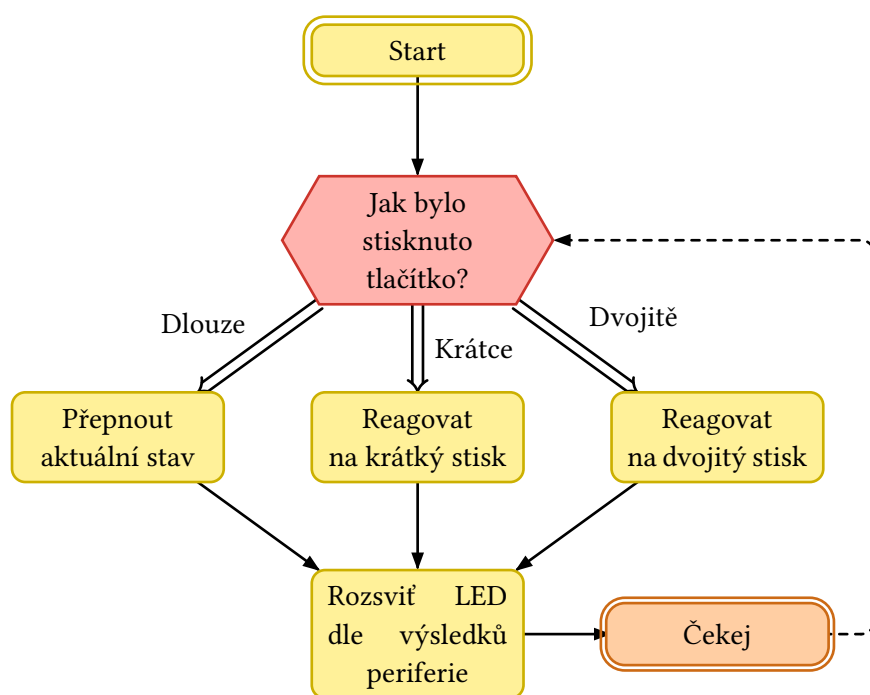 Start
Jak bylo
stisknuto
tlačítko?
Dlouze
Krátce
Dvojitě
Přepnout
aktuální stav
Reagovat
na krátký stisk
Reagovat
na dvojitý stisk
Rozsviť LED
dle výsledků
periferie
Čekej